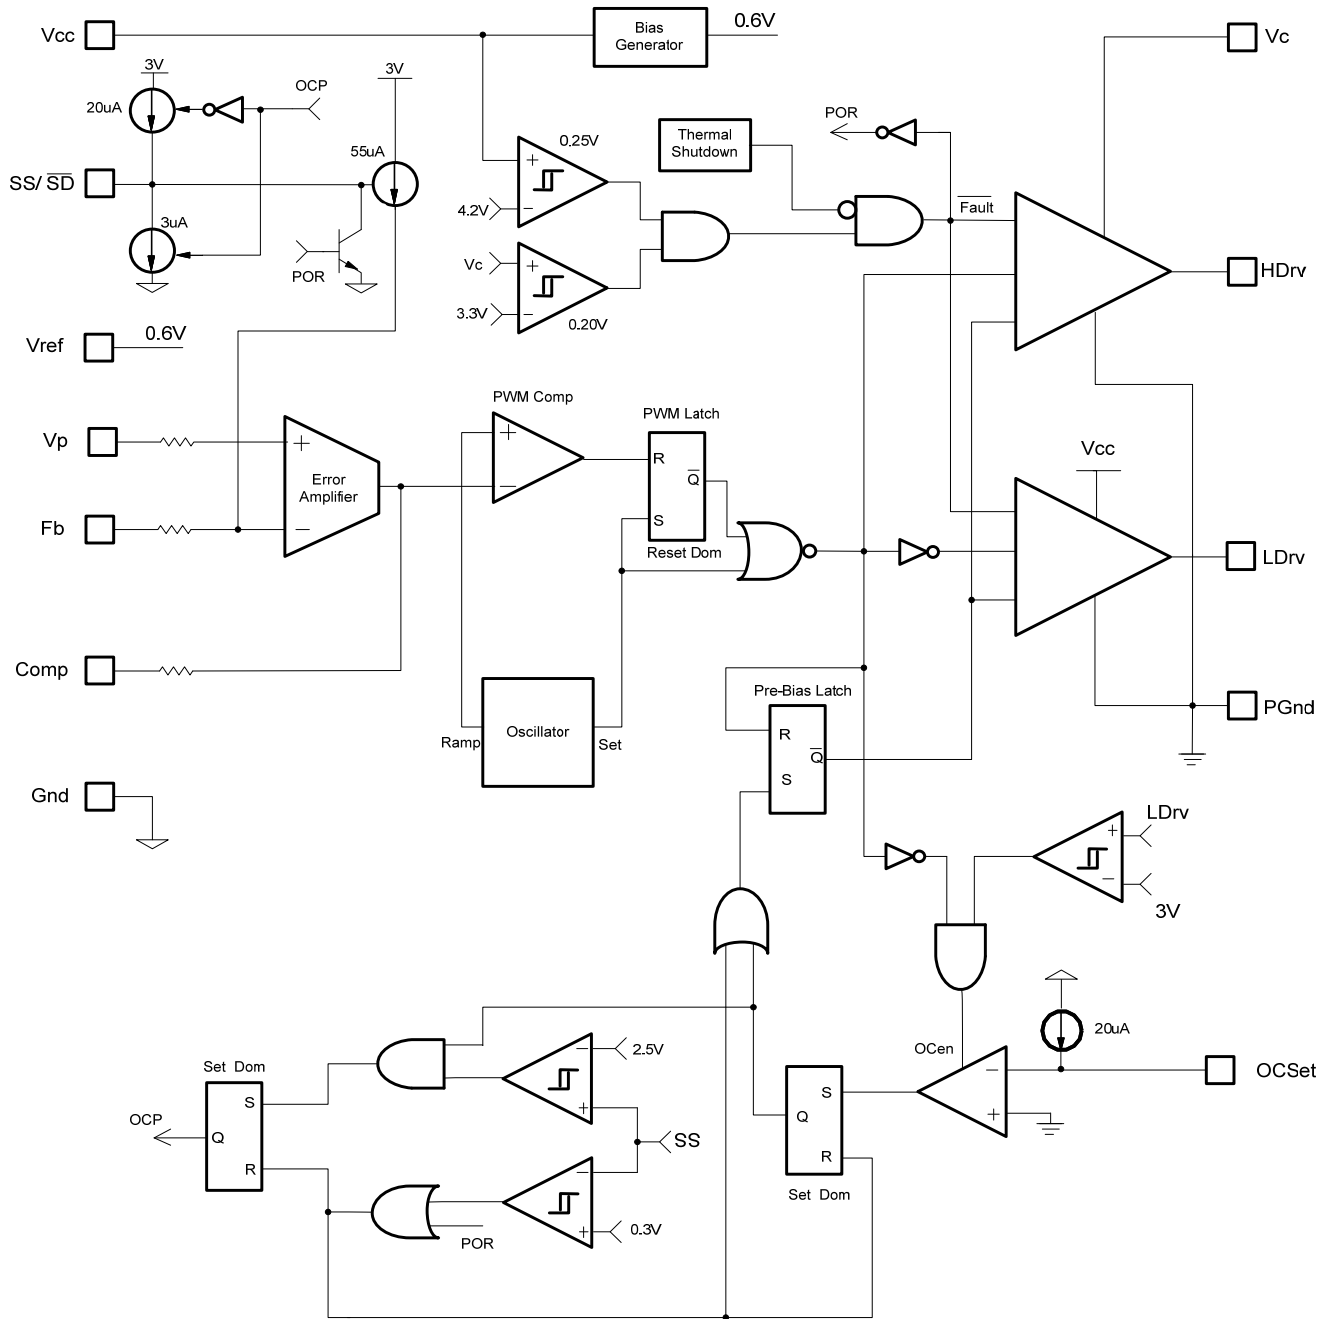 Vcc
Bias
Generator
0.6V
Vc
3V
20uA
OCP
3V
Thermal
Shutdown
POR
0.25V
+
4.2V
−
55uA
SS/ SD
3uA
POR
Fault
Vc
+
3.3V
−
0.20V
HDrv
Vref
0.6V
PWM Comp
PWM Latch
Vp
+
Error
Amplifier
−
Fb
+
−
R
Q
S
Reset Dom
Vcc
LDrv
Comp
Ramp
Oscillator
Set
Pre-Bias Latch
R
Q
S
PGnd
Gnd
LDrv
+
−
3V
20uA
OCen
−
+
OCSet
Set Dom
S
Q
R
OCP
−
2.5V
+
SS
−
+
0.3V
POR
S
Q
R
Set Dom